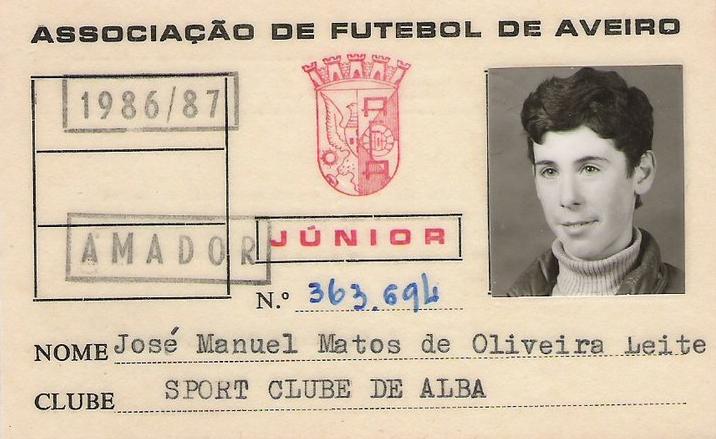 ASSOCIAÇÃO DE FUTEBOL DE AVEIRO
1986/87
AMADOR
JÚNIOR
N.º 363.694
NOME José Manuel Matos de Oliveira Leite
CLUBE SPORT CLUBE DE ALBA